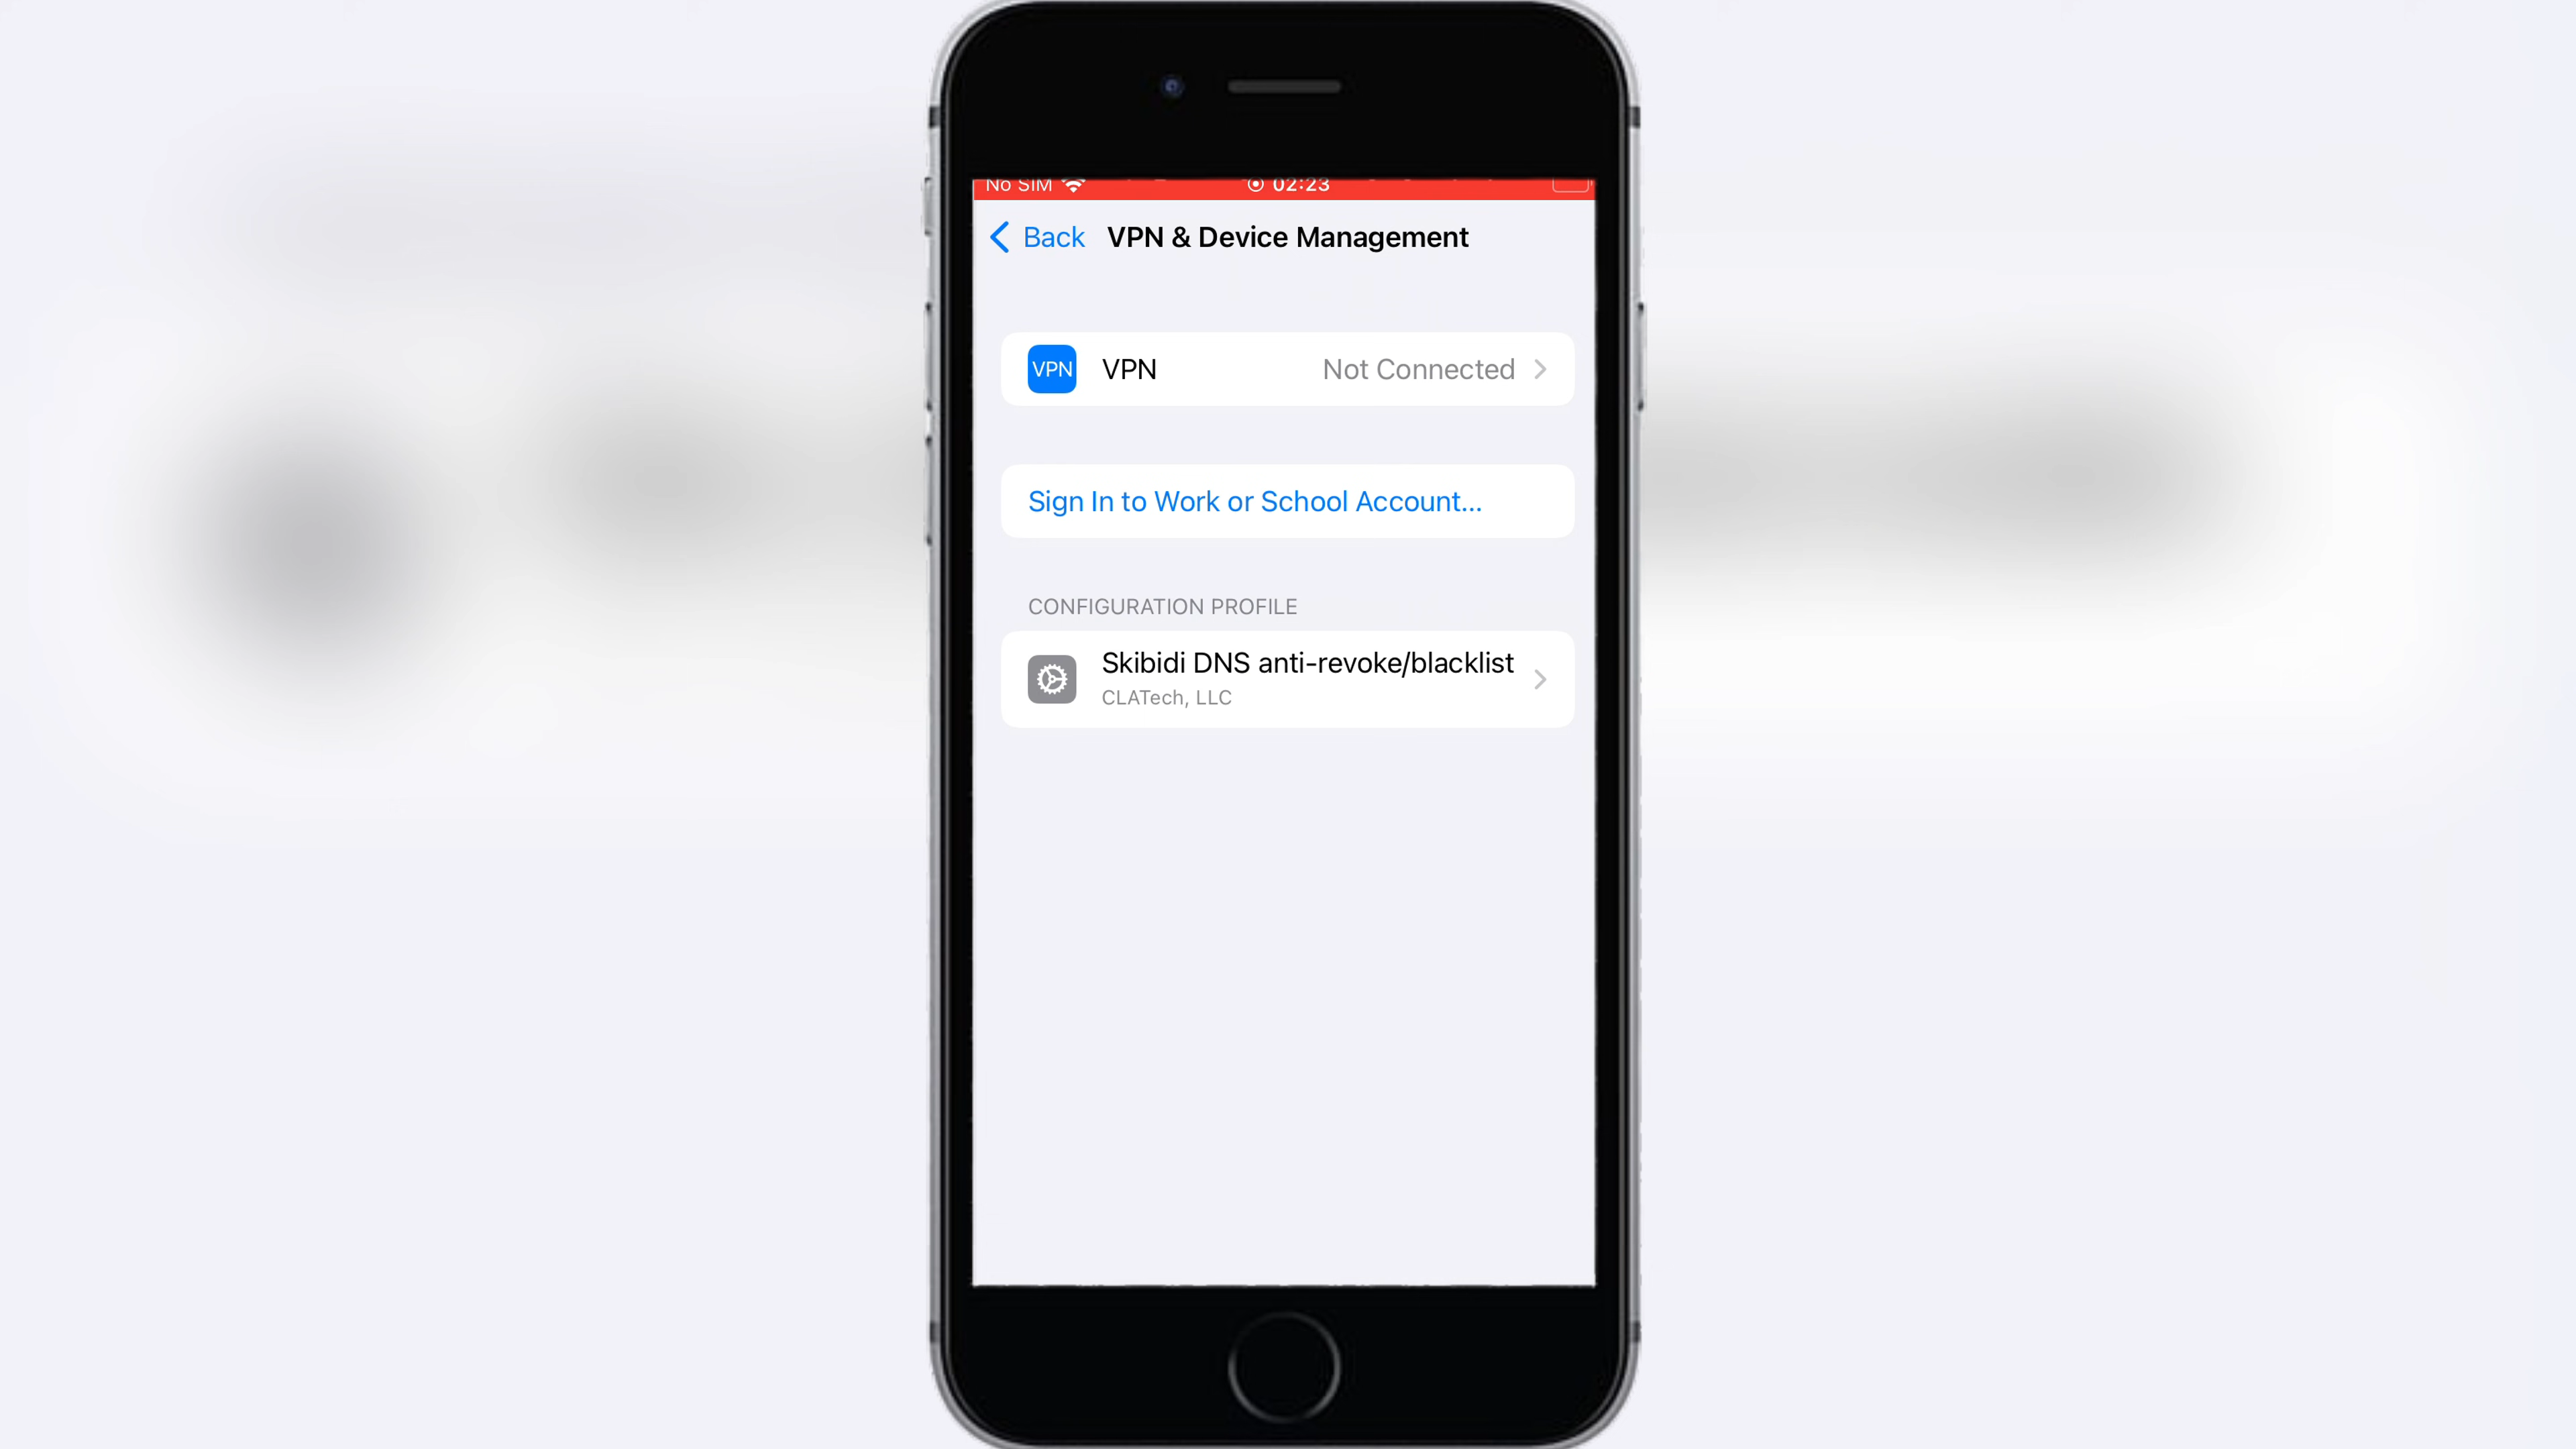 No SIM 02:23
Back VPN & Device Management
VPN VPN Not Connected
Sign In to Work or School Account...
CONFIGURATION PROFILE
Skibidi DNS anti-revoke/blacklist
CLATech, LLC